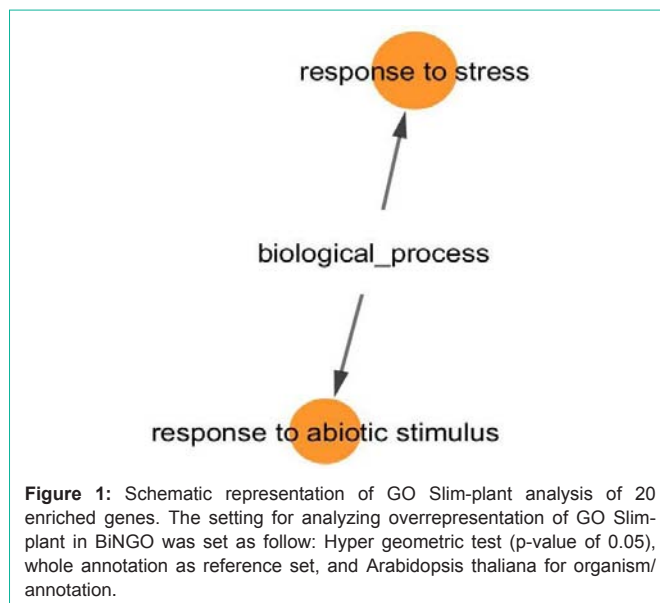 response to stress
biological_process
response to abiotic stimulus
Figure 1: Schematic representation of GO Slim-plant analysis of 20
enriched genes. The setting for analyzing overrepresentation of GO Slim-
plant in BiNGO was set as follow: Hyper geometric test (p-value of 0.05),
whole annotation as reference set, and Arabidopsis thaliana for organism/
annotation.